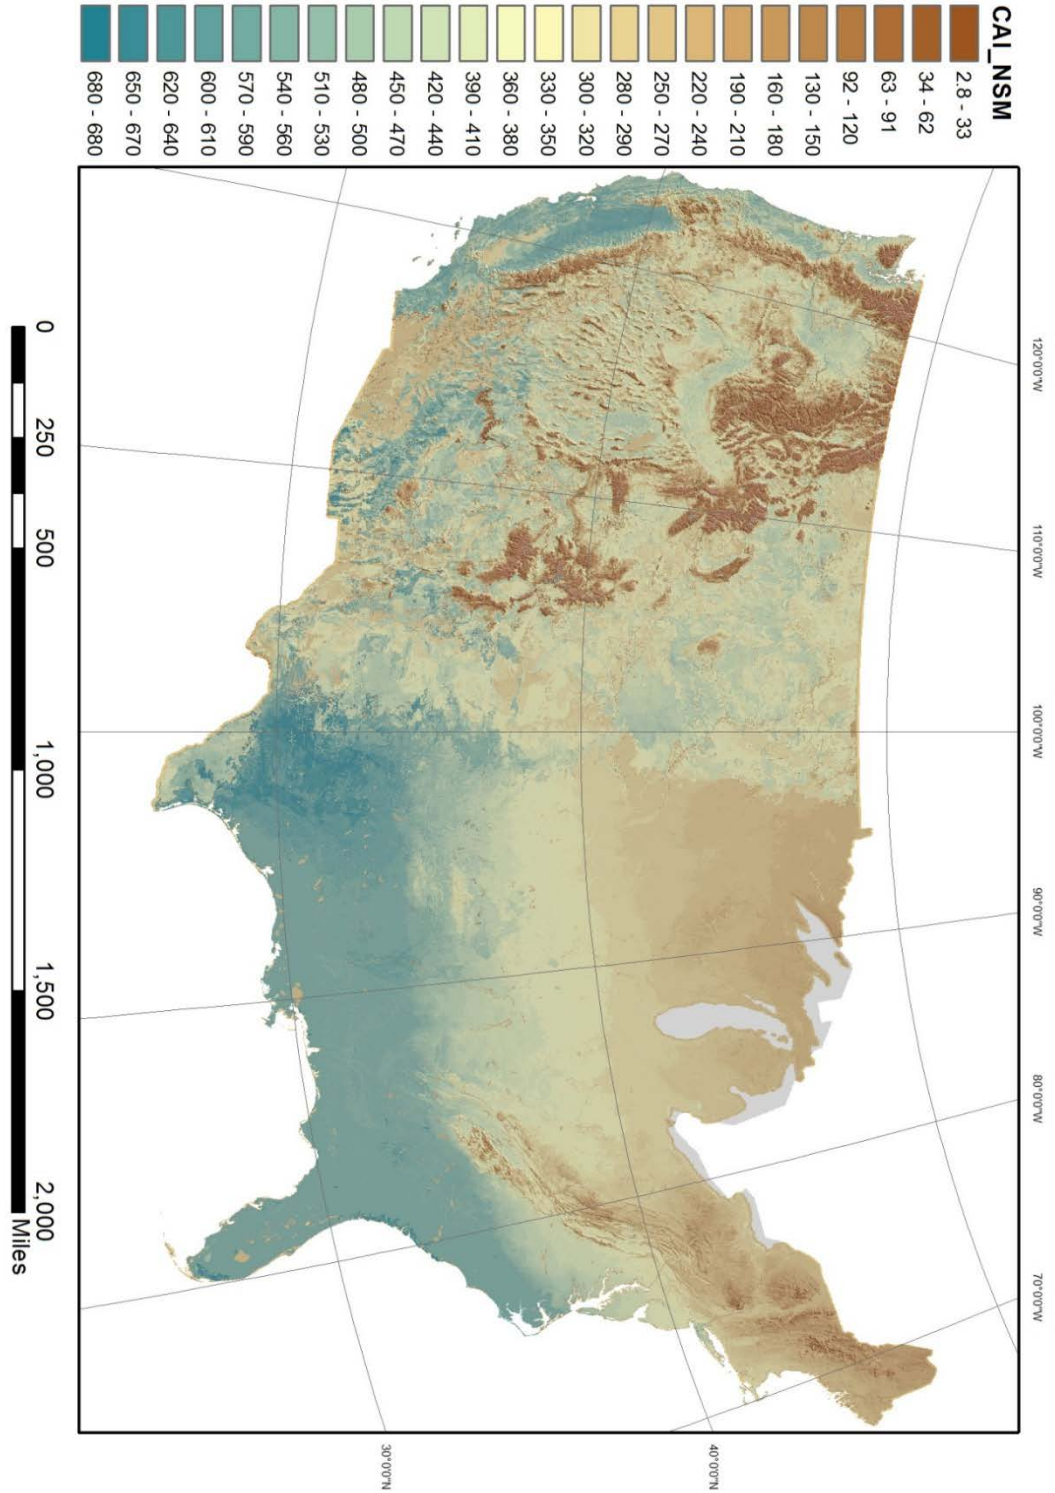 CAI_NSM
2.8 - 33
34 - 62
63 - 91
92 - 120
130 - 150
160 - 180
190 - 210
220 - 240
250 - 270
280 - 290
300 - 320
330 - 350
360 - 380
390 - 410
420 - 440
450 - 470
480 - 500
510 - 530
540 - 560
570 - 590
600 - 610
620 - 640
650 - 670
680 - 680
120°0'0"W
110°0'0"W
100°0'0"W
90°0'0"W
80°0'0"W
70°0'0"W
40°0'0"N
30°0'0"N
0 250 500 1,000 1,500 2,000
Miles